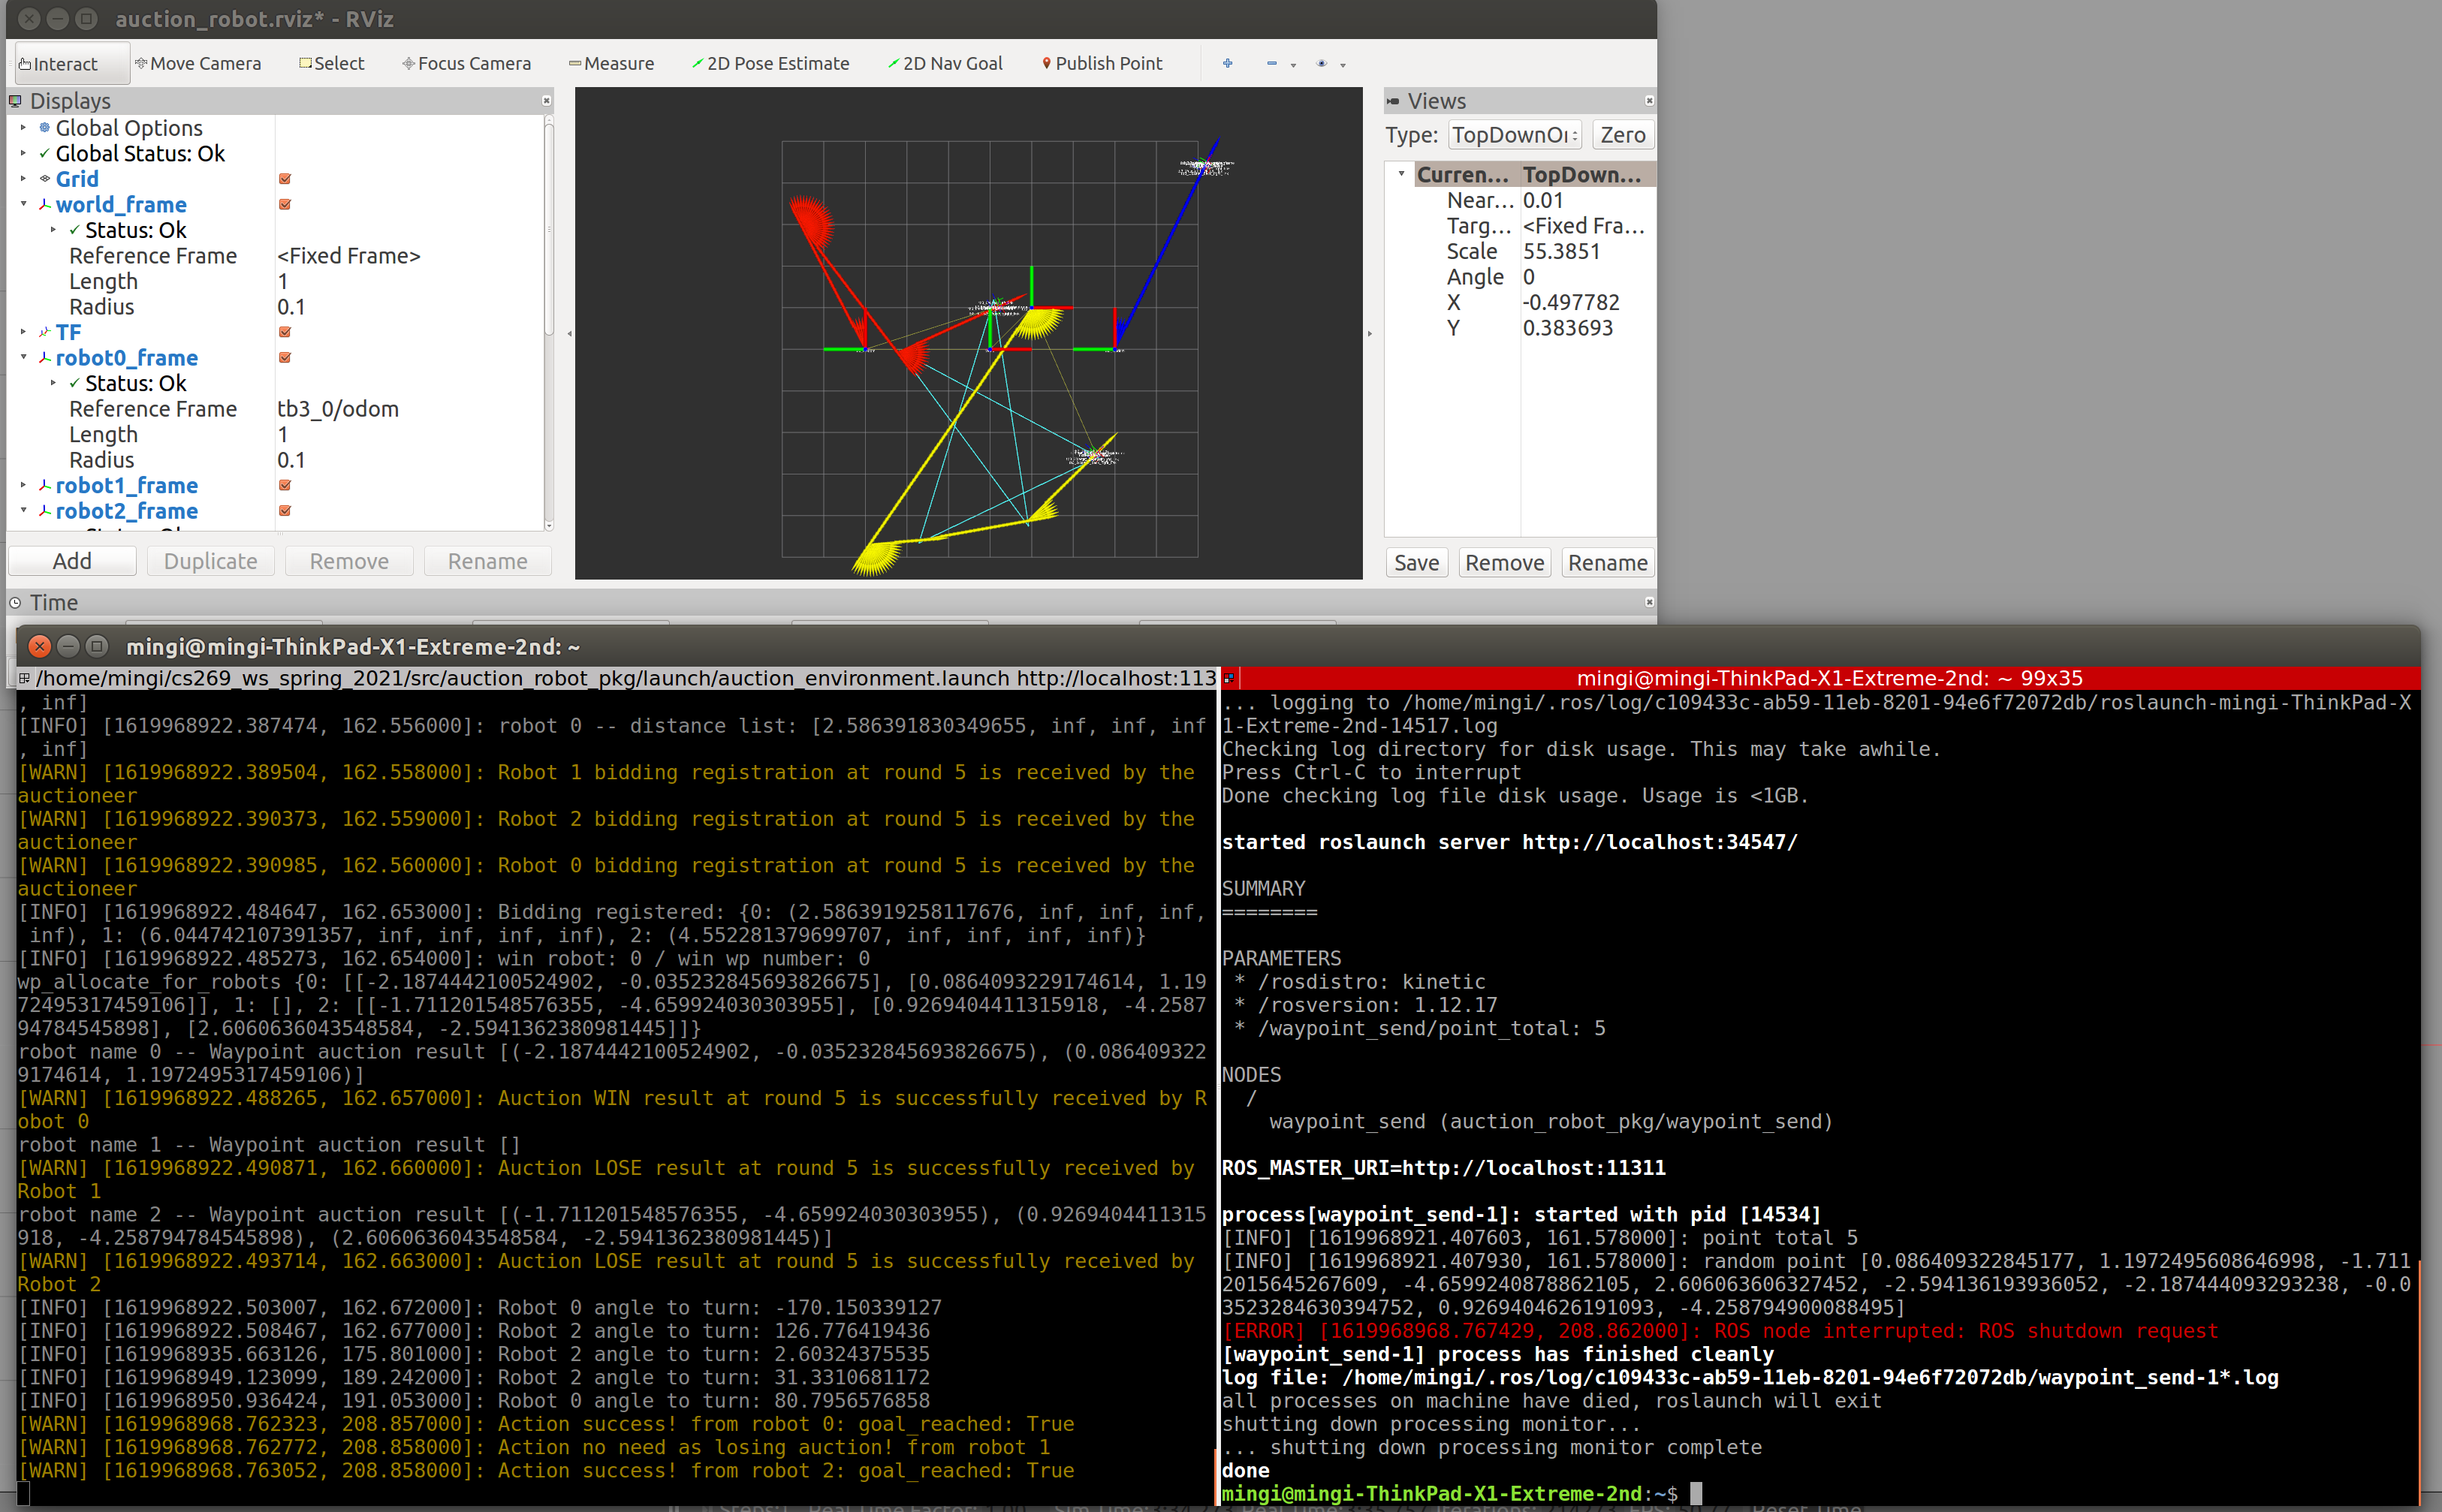 auction_robot.rviz* - RViz
Interact Move Camera Select Focus Camera Measure 2D Pose Estimate 2D Nav Goal Publish Point
Displays
Global Options
Global Status: Ok
Grid
world_frame
Status: Ok
Reference Frame <Fixed Frame>
Length 1
Radius 0.1
TF
robot0_frame
Status: Ok
Reference Frame tb3_0/odom
Length 1
Radius 0.1
robot1_frame
robot2_frame
Add Duplicate Remove Rename
Views
Type: TopDownOr Zero
Curren... TopDown...
Near... 0.01
Targ... <Fixed Fra...
Scale 55.3851
Angle 0
X -0.497782
Y 0.383693
Save Remove Rename
Time
mingi@mingi-ThinkPad-X1-Extreme-2nd: ~
/home/mingi/cs269_ws_spring_2021/src/auction_robot_pkg/launch/auction_environment.launch http://localhost:113
, inf]
[INFO] [1619968922.387474, 162.556000]: robot 0 -- distance list: [2.586391830349655, inf, inf, inf
, inf]
[WARN] [1619968922.389504, 162.558000]: Robot 1 bidding registration at round 5 is received by the
auctioneer
[WARN] [1619968922.390373, 162.559000]: Robot 2 bidding registration at round 5 is received by the
auctioneer
[WARN] [1619968922.390985, 162.560000]: Robot 0 bidding registration at round 5 is received by the
auctioneer
[INFO] [1619968922.484647, 162.653000]: Bidding registered: {0: (2.5863919258117676, inf, inf, inf,
inf), 1: (6.044742107391357, inf, inf, inf, inf), 2: (4.552281379699707, inf, inf, inf, inf)}
[INFO] [1619968922.485273, 162.654000]: win robot: 0 / win wp number: 0
wp_allocate_for_robots {0: [[-2.1874442100524902, -0.035232845693826675], [0.0864093229174614, 1.19
72495317459106]], 1: [], 2: [[-1.711201548576355, -4.659924030303955], [0.9269404411315918, -4.2587
94784545898], [2.6060636043548584, -2.5941362380981445]]}
robot name 0 -- Waypoint auction result [(-2.1874442100524902, -0.035232845693826675), (0.086409322
9174614, 1.1972495317459106)]
[WARN] [1619968922.488265, 162.657000]: Auction WIN result at round 5 is successfully received by R
obot 0
robot name 1 -- Waypoint auction result []
[WARN] [1619968922.490871, 162.660000]: Auction LOSE result at round 5 is successfully received by
Robot 1
robot name 2 -- Waypoint auction result [(-1.711201548576355, -4.659924030303955), (0.9269404411315
918, -4.258794784545898), (2.6060636043548584, -2.5941362380981445)]
[WARN] [1619968922.493714, 162.663000]: Auction LOSE result at round 5 is successfully received by
Robot 2
[INFO] [1619968922.503007, 162.672000]: Robot 0 angle to turn: -170.150339127
[INFO] [1619968922.508467, 162.677000]: Robot 2 angle to turn: 126.776419436
[INFO] [1619968935.663126, 175.801000]: Robot 2 angle to turn: 2.60324375535
[INFO] [1619968949.123099, 189.242000]: Robot 2 angle to turn: 31.3310681172
[INFO] [1619968950.936424, 191.053000]: Robot 0 angle to turn: 80.7956576858
[WARN] [1619968968.762323, 208.857000]: Action success! from robot 0: goal_reached: True
[WARN] [1619968968.762772, 208.858000]: Action no need as losing auction! from robot 1
[WARN] [1619968968.763052, 208.858000]: Action success! from robot 2: goal_reached: True
mingi@mingi-ThinkPad-X1-Extreme-2nd: ~ 99x35
... logging to /home/mingi/.ros/log/c109433c-ab59-11eb-8201-94e6f72072db/roslaunch-mingi-ThinkPad-X
1-Extreme-2nd-14517.log
Checking log directory for disk usage. This may take awhile.
Press Ctrl-C to interrupt
Done checking log file disk usage. Usage is <1GB.
started roslaunch server http://localhost:34547/
SUMMARY
========
PARAMETERS
* /rosdistro: kinetic
* /rosversion: 1.12.17
* /waypoint_send/point_total: 5
NODES
/
waypoint_send (auction_robot_pkg/waypoint_send)
ROS_MASTER_URI=http://localhost:11311
process[waypoint_send-1]: started with pid [14534]
[INFO] [1619968921.407603, 161.578000]: point total 5
[INFO] [1619968921.407930, 161.578000]: random point [0.086409322845177, 1.1972495608646998, -1.711
2015645267609, -4.6599240878862105, 2.606063606327452, -2.594136193936052, -2.187444093293238, -0.0
35232846303947​52, 0.9269404626191093, -4.258794900088495]
[ERROR] [1619968968.767429, 208.862000]: ROS node interrupted: ROS shutdown request
[waypoint_send-1] process has finished cleanly
log file: /home/mingi/.ros/log/c109433c-ab59-11eb-8201-94e6f72072db/waypoint_send-1*.log
all processes on machine have died, roslaunch will exit
shutting down processing monitor...
... shutting down processing monitor complete
done
mingi@mingi-ThinkPad-X1-Extreme-2nd:~$